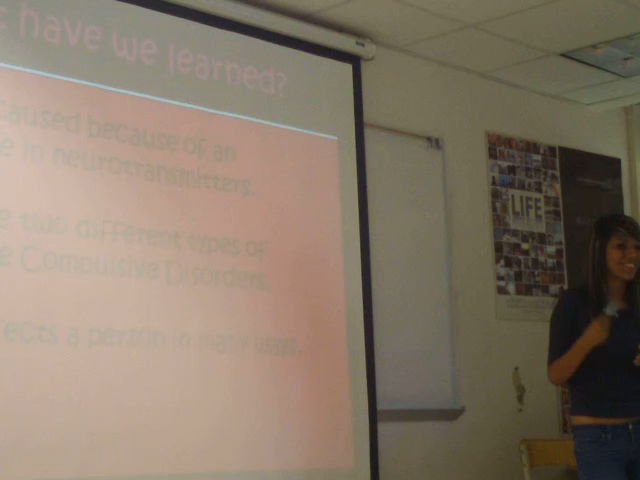 have we learned?
caused because of an
in neurotransmitters.
two different types of
Compulsive Disorders.
a person in many ways.
LIFE